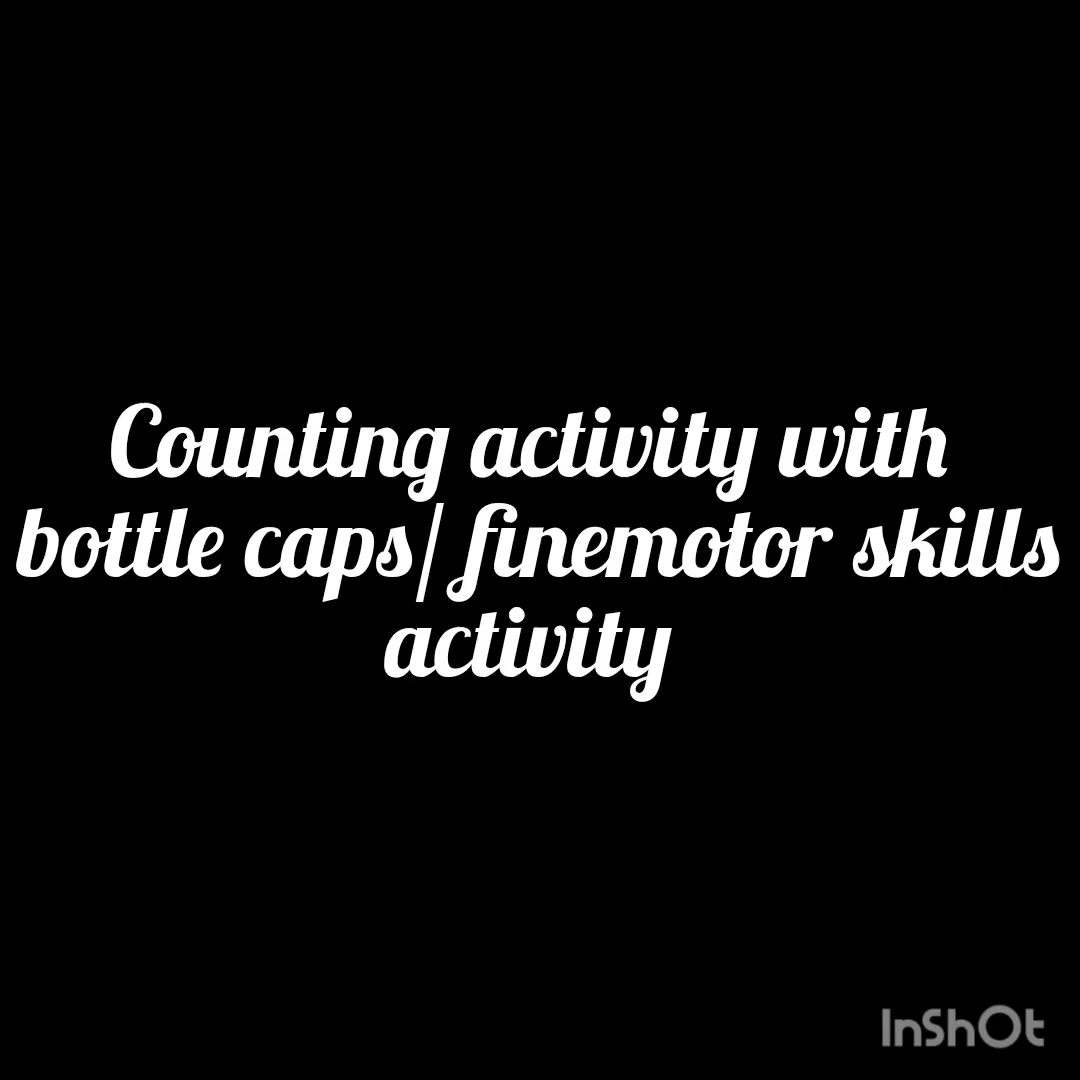 Counting activity with
bottle caps/ finemotor skills
activity
InShOt